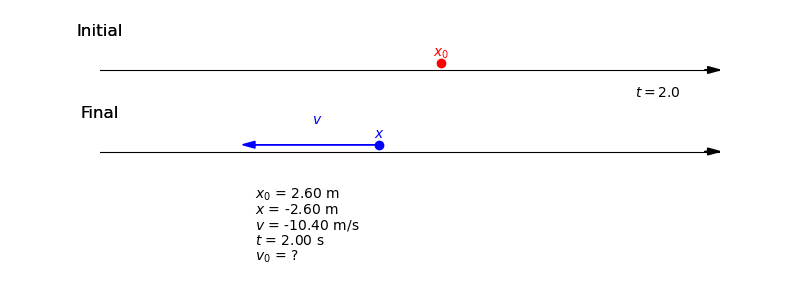 Initial
x₀
t = 2.0
Final
v
x
x₀ = 2.60 m
x = -2.60 m
v = -10.40 m/s
t = 2.00 s
v₀ = ?